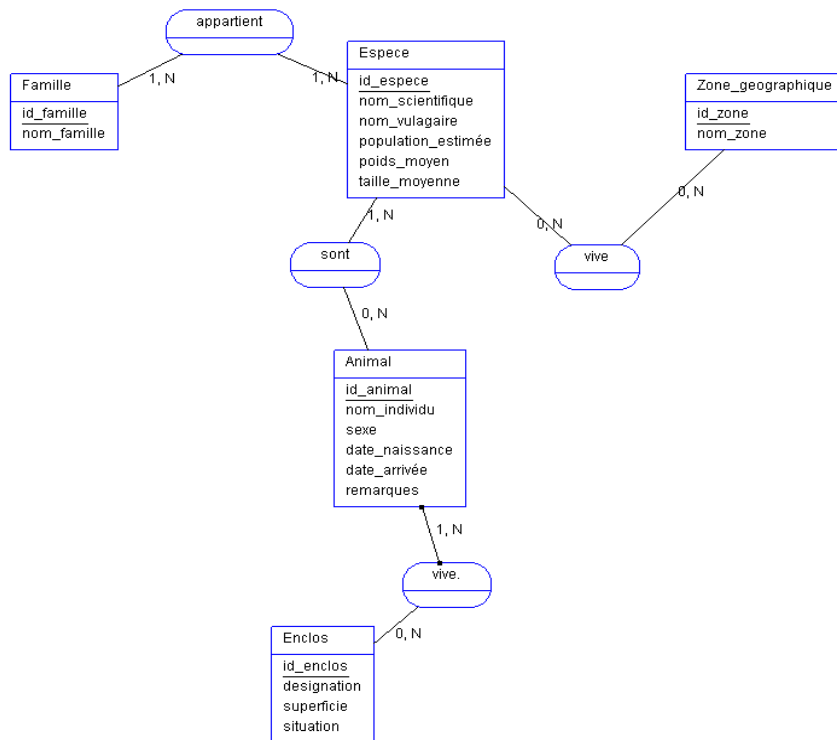 appartient
1, N
1, N
Famille
id_famille
nom_famille
Espece
id_espece
nom_scientifique
nom_vulagaire
population_estimée
poids_moyen
taille_moyenne
Zone_geographique
id_zone
nom_zone
1, N
0, N
0, N
sont
vive
0, N
Animal
id_animal
nom_individu
sexe
date_naissance
date_arrivée
remarques
1, N
vive.
0, N
Enclos
id_enclos
designation
superficie
situation